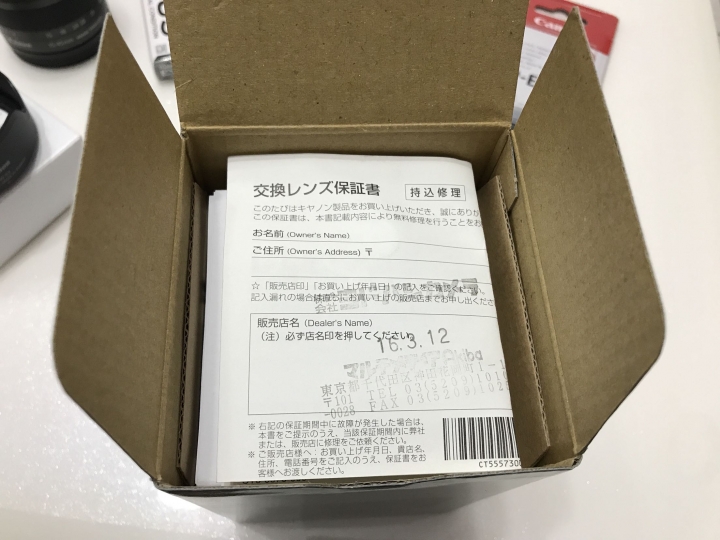 Canon
交換レンズ保証書
持込修理
このたびはキヤノン製品をお買い上げいただき、誠にありが
この保証書は、本書記載内容により無料修理を行うことをお
お名前 (Owner's Name)
ご住所 (Owner's Address) 〒
☆「販売店印」「お買い上げ年月日」の記入をご確認ください。
記入漏れの場合は直ちにお買い上げの販売店までお申し出くださ
販売店名 (Dealer's Name)
(注) 必ず店名印を押してください。
16.3.12
東京都千代田区
〒101
-0028
TEL 03(
FAX 03(
※ 右記の保証期間中に故障が発生した場合は、
本書をご提示のうえ、当該保証期間内に弊社
または、販売店に修理をご依頼ください。
※ ご販売店様へ:お買い上げ年月日、貴店名、
住所、電話番号をご記入のうえ、保証書をお
客様へお渡しください。
CT555730